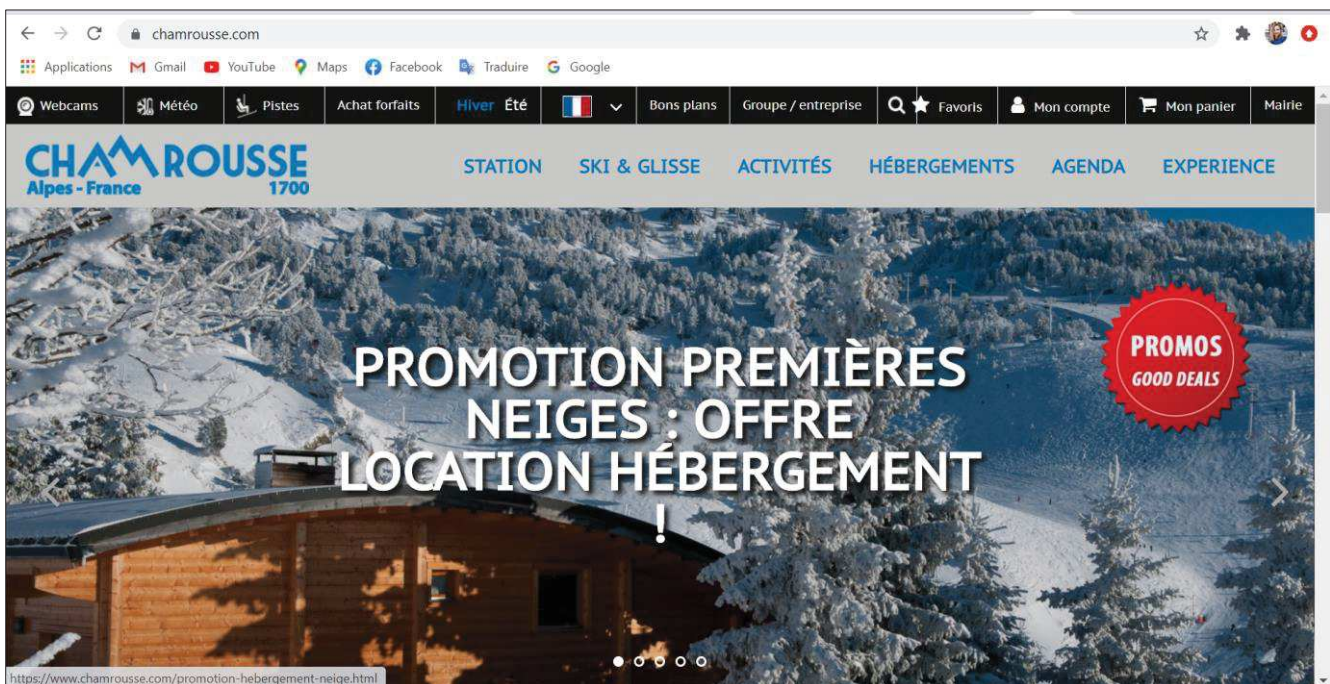 chamrousse.com
Applications Gmail YouTube Maps Facebook Traduire Google
Webcams Météo Pistes Achat forfaits Hiver Été Bons plans Groupe / entreprise Favoris Mon compte Mon panier Mairie
CHAMROUSSE
Alpes - France 1700
STATION SKI & GLISSE ACTIVITÉS HÉBERGEMENTS AGENDA EXPERIENCE
PROMOTION PREMIÈRES
NEIGES : OFFRE
LOCATION HÉBERGEMENT
!
PROMOS
GOOD DEALS
https://www.chamrousse.com/promotion-hebergement-neige.html